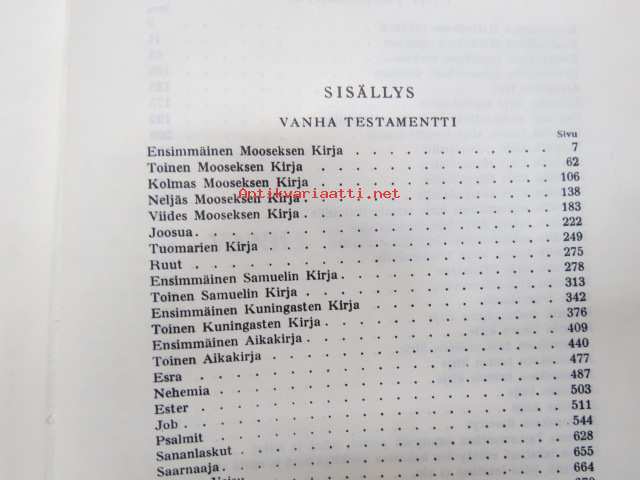 SISÄLLYS
VANHA TESTAMENTTI
Sivu
Ensimmäinen Mooseksen Kirja . . . . . . . . . 7
Toinen Mooseksen Kirja . . . . . . . . . 62
Kolmas Mooseksen Kirja . . . . . . . . . 106
Neljäs Mooseksen Kirja . . . . . . . . . 138
Viides Mooseksen Kirja . . . . . . . . . 183
Joosua . . . . . . . . . 222
Tuomarien Kirja . . . . . . . . . 249
Ruut . . . . . . . . . 275
Ensimmäinen Samuelin Kirja . . . . . . . . . 278
Toinen Samuelin Kirja . . . . . . . . . 313
Ensimmäinen Kuningasten Kirja . . . . . . . . . 342
Toinen Kuningasten Kirja . . . . . . . . . 376
Ensimmäinen Aikakirja . . . . . . . . . 409
Toinen Aikakirja . . . . . . . . . 440
Esra . . . . . . . . . 477
Nehemia . . . . . . . . . 487
Ester . . . . . . . . . 503
Job . . . . . . . . . 511
Psalmit . . . . . . . . . 544
Sananlaskut . . . . . . . . . 628
Saarnaaja . . . . . . . . . 655
664
Antikvariaatti.net